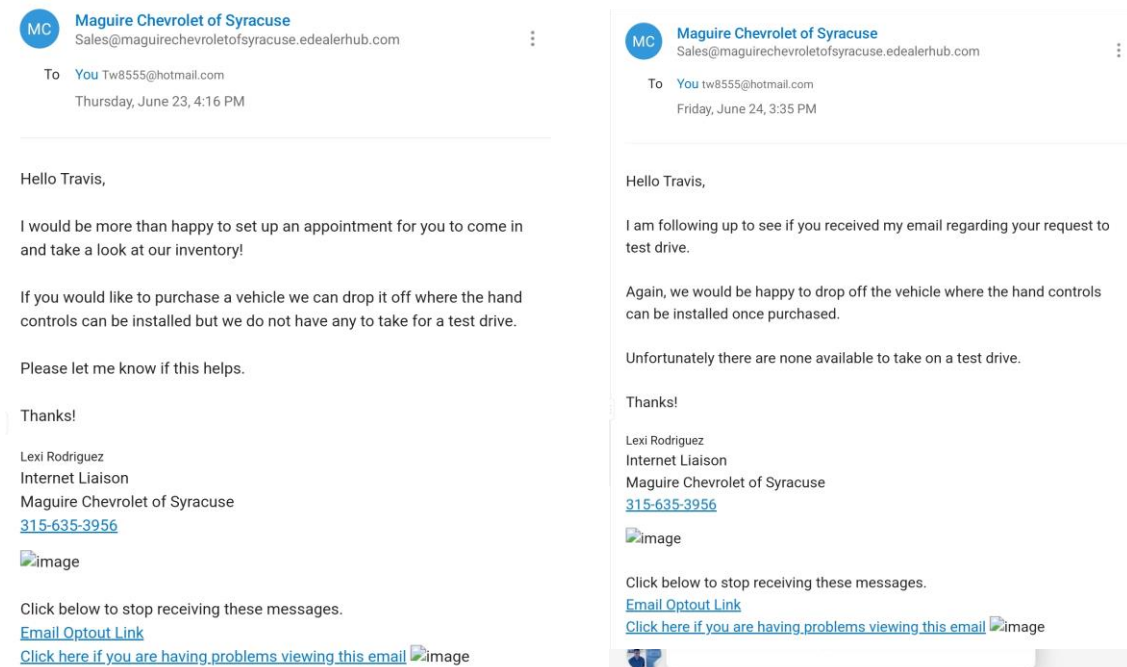 MC
Maguire Chevrolet of Syracuse
Sales@maguirechevroletofsyracuse.edealerhub.com
To You Tw8555@hotmail.com
Thursday, June 23, 4:16 PM
Hello Travis,
I would be more than happy to set up an appointment for you to come in
and take a look at our inventory!
If you would like to purchase a vehicle we can drop it off where the hand
controls can be installed but we do not have any to take for a test drive.
Please let me know if this helps.
Thanks!
Lexi Rodriguez
Internet Liaison
Maguire Chevrolet of Syracuse
315-635-3956
image
Click below to stop receiving these messages.
Email Optout Link
Click here if you are having problems viewing this email image
MC
Maguire Chevrolet of Syracuse
Sales@maguirechevroletofsyracuse.edealerhub.com
To You tw8555@hotmail.com
Friday, June 24, 3:35 PM
Hello Travis,
I am following up to see if you received my email regarding your request to
test drive.
Again, we would be happy to drop off the vehicle where the hand controls
can be installed once purchased.
Unfortunately there are none available to take on a test drive.
Thanks!
Lexi Rodriguez
Internet Liaison
Maguire Chevrolet of Syracuse
315-635-3956
image
Click below to stop receiving these messages.
Email Optout Link
Click here if you are having problems viewing this email image